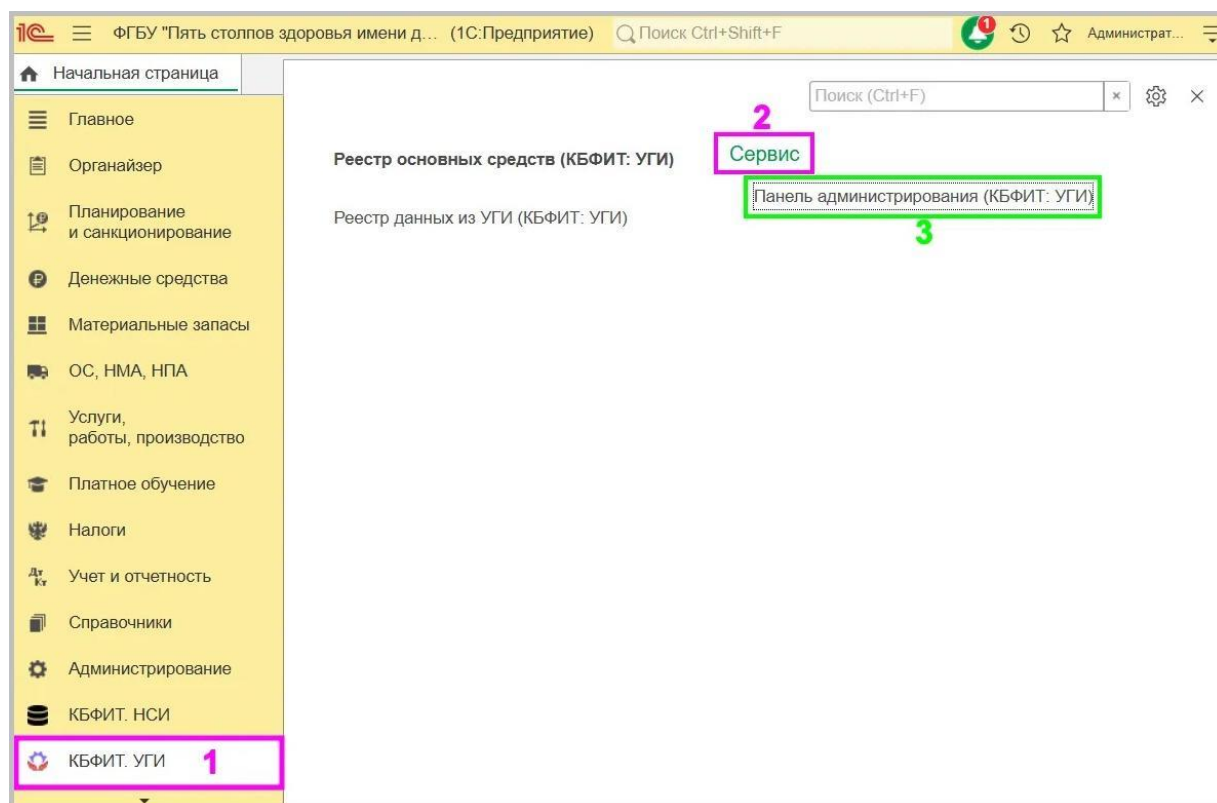 1С ФГБУ "Пять столпов здоровья имени д... (1С:Предприятие) Поиск Ctrl+Shift+F 1 Администрат...
Начальная страница
Поиск (Ctrl+F) ×
Главное
Органайзер
Планирование
и санкционирование
Денежные средства
Материальные запасы
ОС, НМА, НПА
Услуги,
работы, производство
Платное обучение
Налоги
Дт
Кт
Учет и отчетность
Справочники
Администрирование
КБФИТ. НСИ
КБФИТ. УГИ 1
Реестр основных средств (КБФИТ: УГИ)
Реестр данных из УГИ (КБФИТ: УГИ)
2
Сервис
Панель администрирования (КБФИТ: УГИ)
3